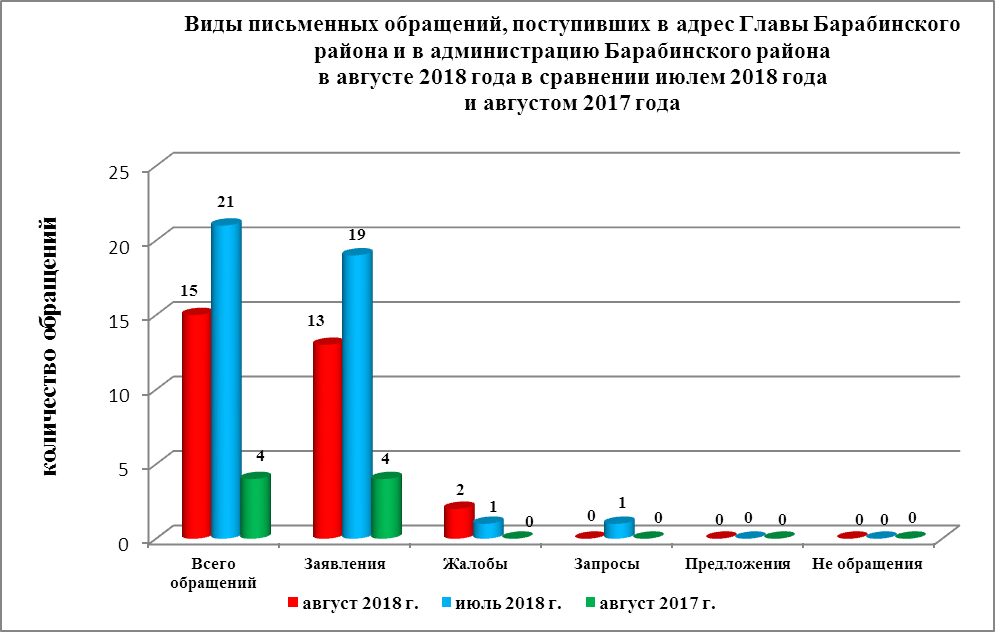 Виды письменных обращений, поступивших в адрес Главы Барабинского
района и в администрацию Барабинского района
в августе 2018 года в сравнении июлем 2018 года
и августом 2017 года
количество обращений
25
20
15
10
5
0
15
21
4
13
19
4
2
1
0
0
1
0
0
0
0
0
0
0
Всего
обращений
Заявления
Жалобы
Запросы
Предложения
Не обращения
август 2018 г.
июль 2018 г.
август 2017 г.